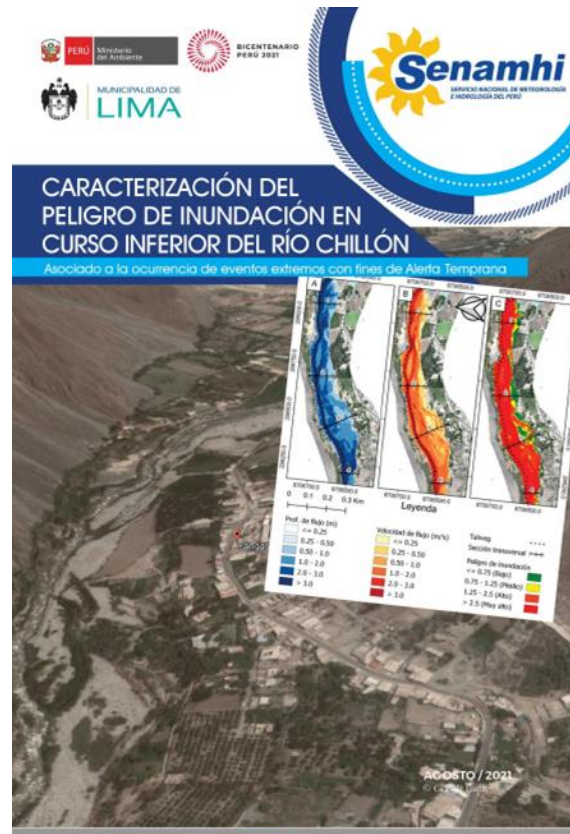 PERÚ
Ministerio
del Ambiente
BICENTENARIO
PERÚ 2021
MUNICIPALIDAD DE
LIMA
Senamhi
SERVICIO NACIONAL DE METEOROLOGÍA
E HIDROLOGÍA DEL PERÚ
CARACTERIZACIÓN DEL
PELIGRO DE INUNDACIÓN EN
CURSO INFERIOR DEL RÍO CHILLÓN
Asociado a la ocurrencia de eventos extremos con fines de Alerta Temprana
A
B
C
0 0.1 0.2 0.3 Km
Leyenda
Prof. de flujo (m)
<= 0.25
0.25 - 0.50
0.50 - 1.0
1.0 - 2.0
2.0 - 3.0
> 3.0
Velocidad de flujo (m/s)
<= 0.25
0.25 - 0.50
0.50 - 1.0
1.0 - 2.0
2.0 - 3.0
> 3.0
Talweg
Sección transversal
Peligro de inundación
<= 0.75 (Bajo)
0.75 - 1.25 (Medio)
1.25 - 2.5 (Alto)
> 2.5 (Muy alto)
AGOSTO / 2021
©